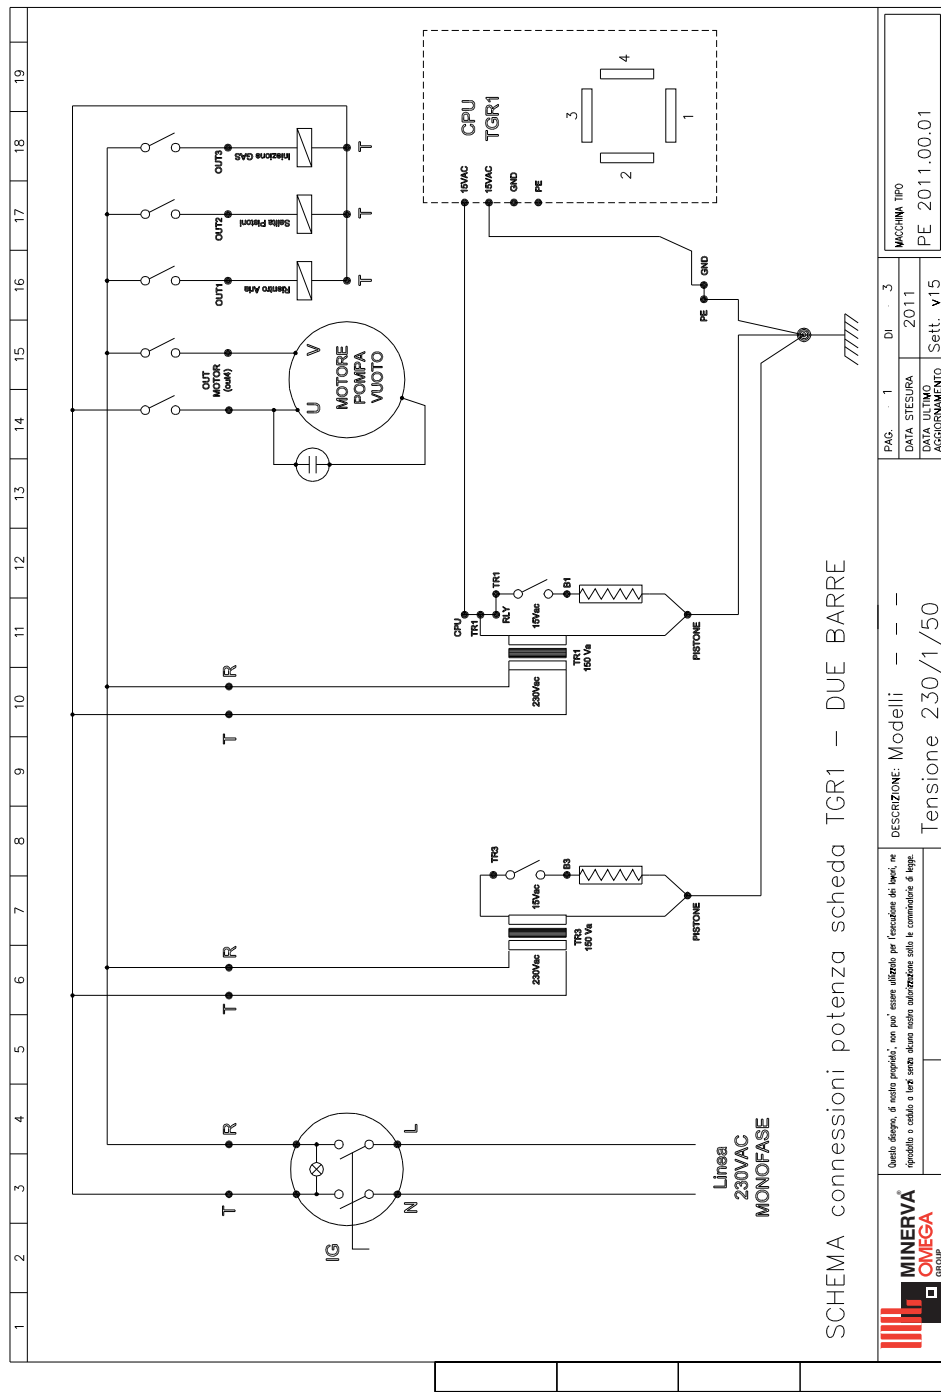 1 2 3 4 5 6 7 8 9 10 11 12 13 14 15 16 17 18 19
IG
T
R
N
L
Linea
230VAC
MONOFASE
T
R
230Vac
TR3
150 Va
15Vac
TR3
B3
PISTONE
T
R
230Vac
TR1
150 Va
15Vac
CPU
TR1
RLY
TR1
B1
PISTONE
U
V
MOTORE
POMPA
VUOTO
OUT
MOTOR
(out4)
OUT1
Rientro Aria
T
OUT2
Salita Pistoni
T
OUT3
Iniezione GAS
T
CPU
TGR1
15VAC
15VAC
GND
PE
1
2
3
4
PE
GND
SCHEMA connessioni potenza scheda TGR1 – DUE BARRE
MINERVA
OMEGA
GROUP
Questo disegno, di nostra proprietà, non puo' essere utilizzato per l'esecuzione dei lavori, ne
riprodotto o ceduto a terzi senza alcuna nostra autorizzazione sotto le comminatorie di legge.
DESCRIZIONE: Modelli – – –
Tensione 230/1/50
PAG. 1 DI 3
DATA STESURA 2011
DATA ULTIMO
AGGIORNAMENTO Sett. v15
MACCHINA TIPO
PE 2011.00.01